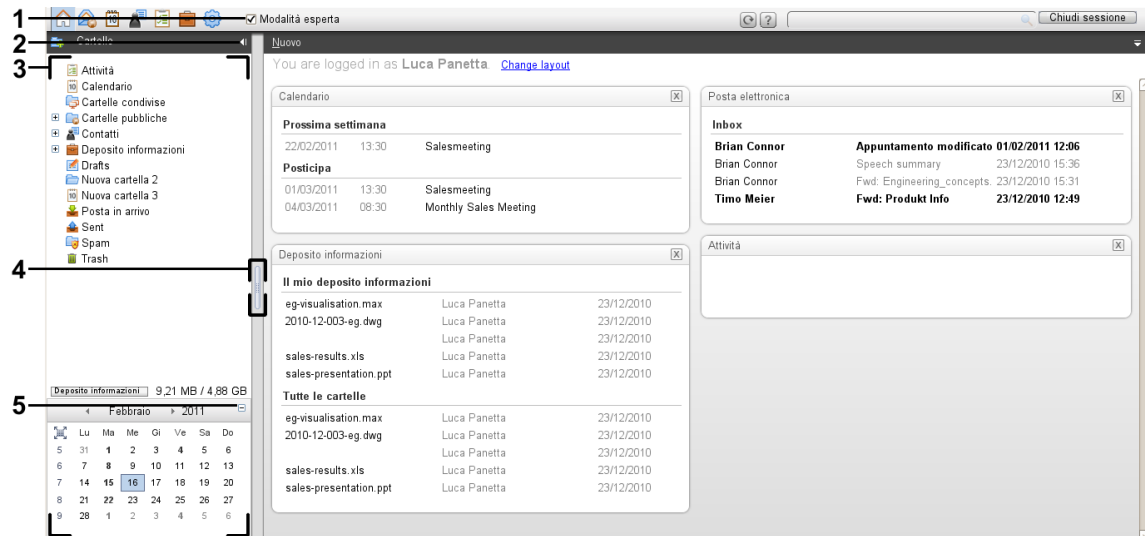 1
Modalità esperta
?
Chiudi sessione
2
Cartelle
Nuovo
3
You are logged in as Luca Panetta Change layout
Attività
Calendario
Cartelle condivise
Cartelle pubbliche
Contatti
Deposito informazioni
Drafts
Nuova cartella 2
Nuova cartella 3
Posta in arrivo
Sent
Spam
Trash
4
Deposito informazioni 9,21 MB / 4,88 GB
5
Febbraio 2011
Lu Ma Me Gi Ve Sa Do
5 31 1 2 3 4 5 6
6 7 8 9 10 11 12 13
7 14 15 16 17 18 19 20
8 21 22 23 24 25 26 27
9 28 1 2 3 4 5 6
Calendario X
Prossima settimana
22/02/2011 13:30 Salesmeeting
Posticipa
01/03/2011 13:30 Salesmeeting
04/03/2011 08:30 Monthly Sales Meeting
Deposito informazioni X
Il mio deposito informazioni
eg-visualisation.max Luca Panetta 23/12/2010
2010-12-003-eg.dwg Luca Panetta 23/12/2010
Luca Panetta 23/12/2010
sales-results.xls Luca Panetta 23/12/2010
sales-presentation.ppt Luca Panetta 23/12/2010
Tutte le cartelle
eg-visualisation.max Luca Panetta 23/12/2010
2010-12-003-eg.dwg Luca Panetta 23/12/2010
Luca Panetta 23/12/2010
sales-results.xls Luca Panetta 23/12/2010
sales-presentation.ppt Luca Panetta 23/12/2010
Posta elettronica X
Inbox
Brian Connor Appuntamento modificato 01/02/2011 12:06
Brian Connor Speech summary 23/12/2010 15:36
Brian Connor Fwd: Engineering_concepts. 23/12/2010 15:31
Timo Meier Fwd: Produkt Info 23/12/2010 12:49
Attività X